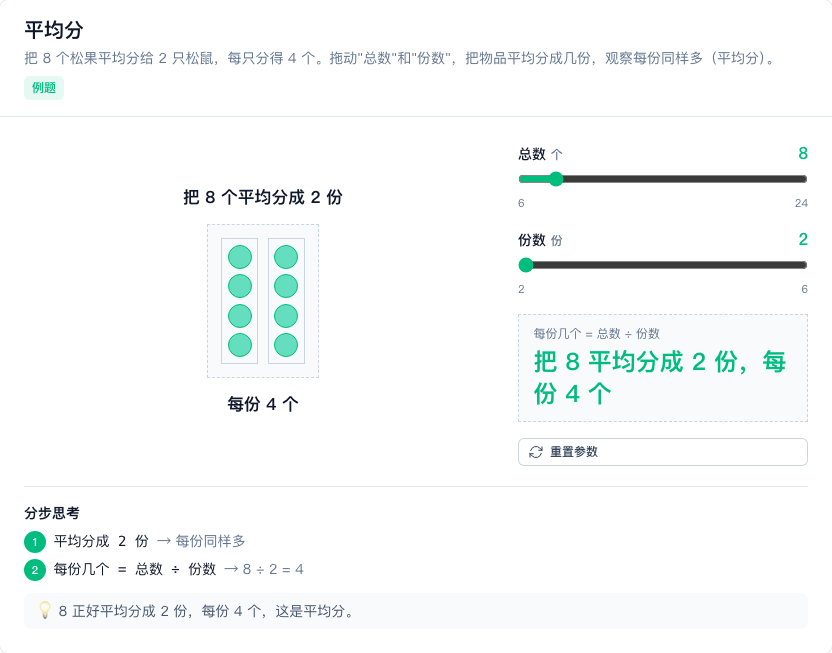 平均分
把 8 个松果平均分给 2 只松鼠，每只分得 4 个。拖动"总数"和"份数"，把物品平均分成几份，观察每份同样多（平均分）。
例题
把 8 个平均分成 2 份
每份 4 个
总数 个 8
6 24
份数 份 2
2 6
每份几个 = 总数 ÷ 份数
把 8 平均分成 2 份，每
份 4 个
重置参数
分步思考
1 平均分成 2 份 → 每份同样多
2 每份几个 = 总数 ÷ 份数 → 8 ÷ 2 = 4
8 正好平均分成 2 份，每份 4 个，这是平均分。